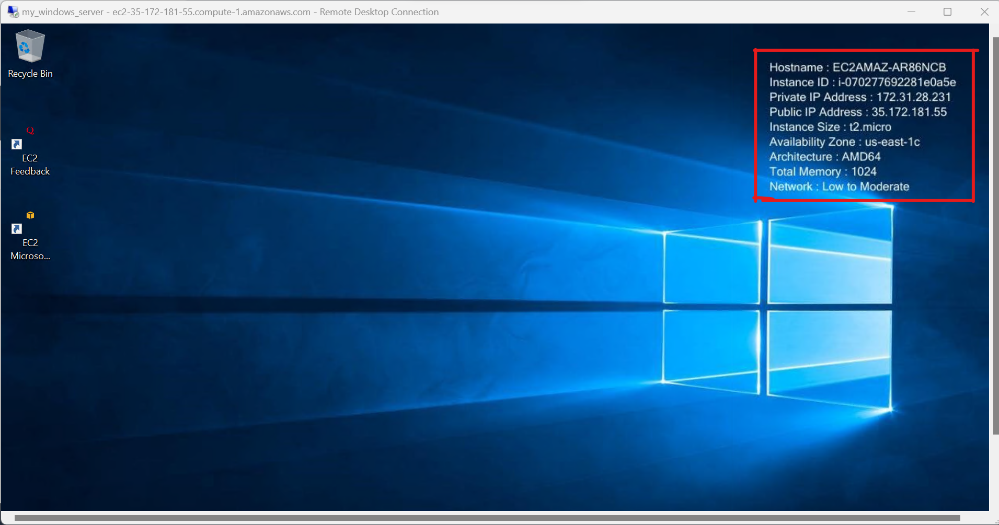 my_windows_server - ec2-35-172-181-55.compute-1.amazonaws.com - Remote Desktop Connection
Recycle Bin
Q
EC2
Feedback
EC2
Microso...
Hostname : EC2AMAZ-AR86NCB
Instance ID : i-070277692281e0a5e
Private IP Address : 172.31.28.231
Public IP Address : 35.172.181.55
Instance Size : t2.micro
Availability Zone : us-east-1c
Architecture : AMD64
Total Memory : 1024
Network : Low to Moderate